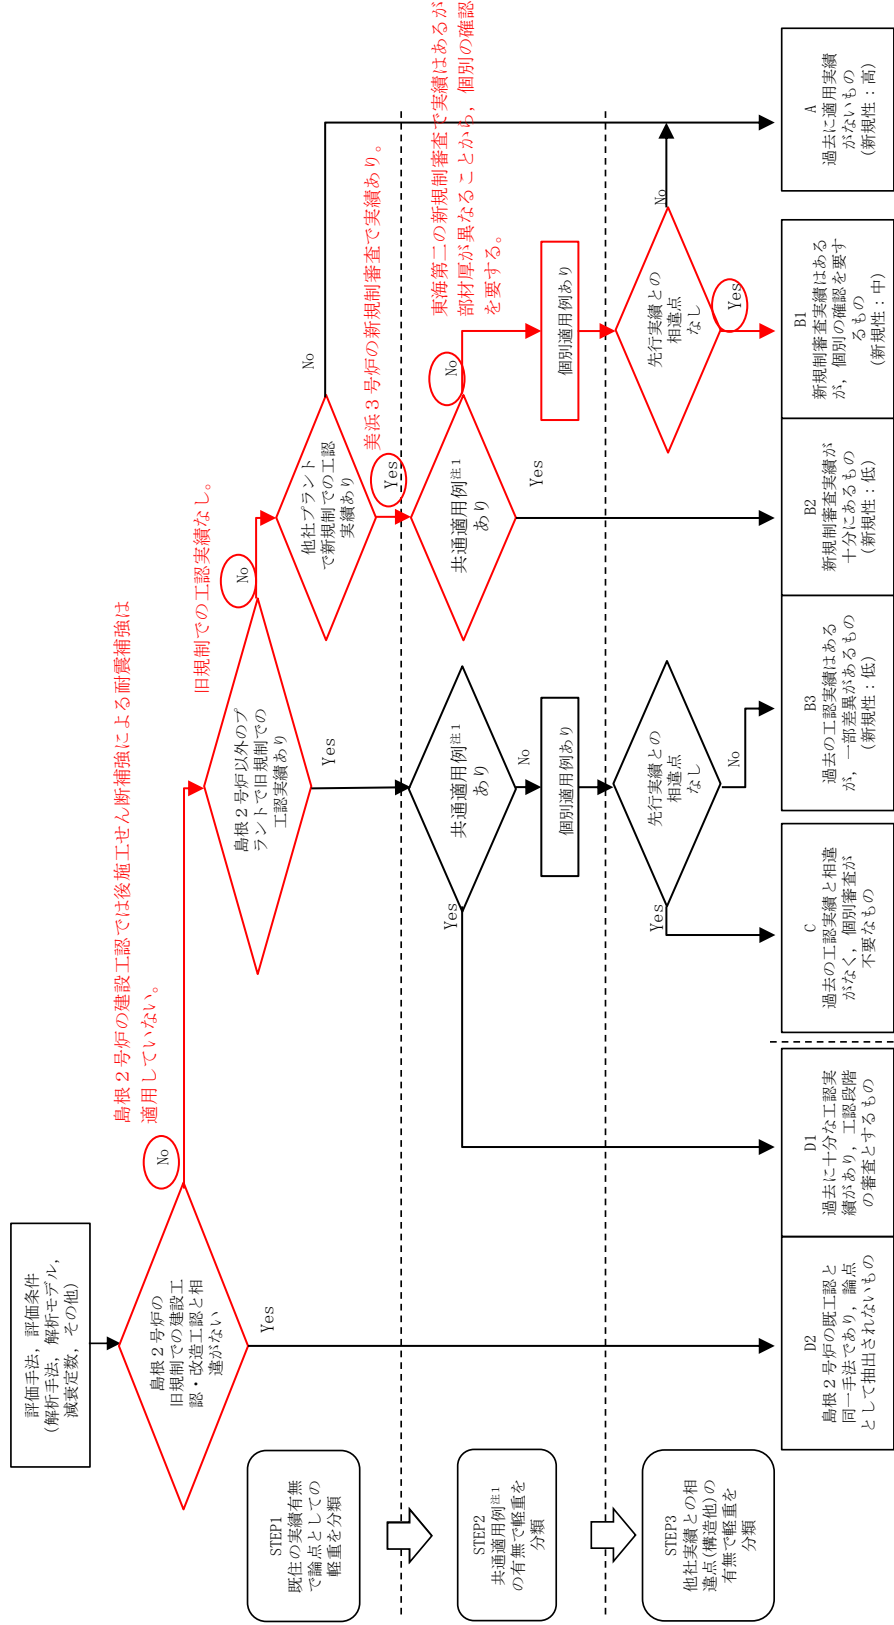 評価手法，評価条件
(解析手法，解析モデル，
減衰定数，その他)
島根２号炉の
旧規制での建設工
認・改造工認と相
違がない
No
Yes
島根２号炉の建設工認では後施工せん断補強による耐震補強は
適用していない。
島根２号炉以外のプ
ラントで旧規制での
工認実績あり
No
Yes
旧規制での工認実績なし。
他社プラント
で新規制での工認
実績あり
No
Yes
美浜３号炉の新規制審査で実績あり。
STEP1
既往の実績有無
で論点としての
軽重を分類
共通適用例注１
あり
Yes
No
共通適用例注１
あり
No
Yes
東海第二の新規制審査で実績はあるが
部材厚が異なることから，個別の確認
を要する。
個別適用例あり
個別適用例あり
STEP2
共通適用例注１
の有無で軽重を
分類
先行実績との
相違点
なし
Yes
No
先行実績との
相違点
なし
No
Yes
STEP3
他社実績との相
違点(構造他)の
有無で軽重を
分類
D2
島根２号炉の既工認と
同一手法であり，論点
として抽出されないもの
D1
過去に十分な工認実
績があり，工認段階
の審査とするもの
C
過去の工認実績と相違
がなく，個別審査が
不要なもの
B3
過去の工認実績はある
が，一部差異があるもの
(新規性：低)
B2
新規制審査実績が
十分にあるもの
(新規性：低)
B1
新規制審査実績はある
が，個別の確認を要す
るもの
(新規性：中)
A
過去に適用実績
がないもの
(新規性：高)